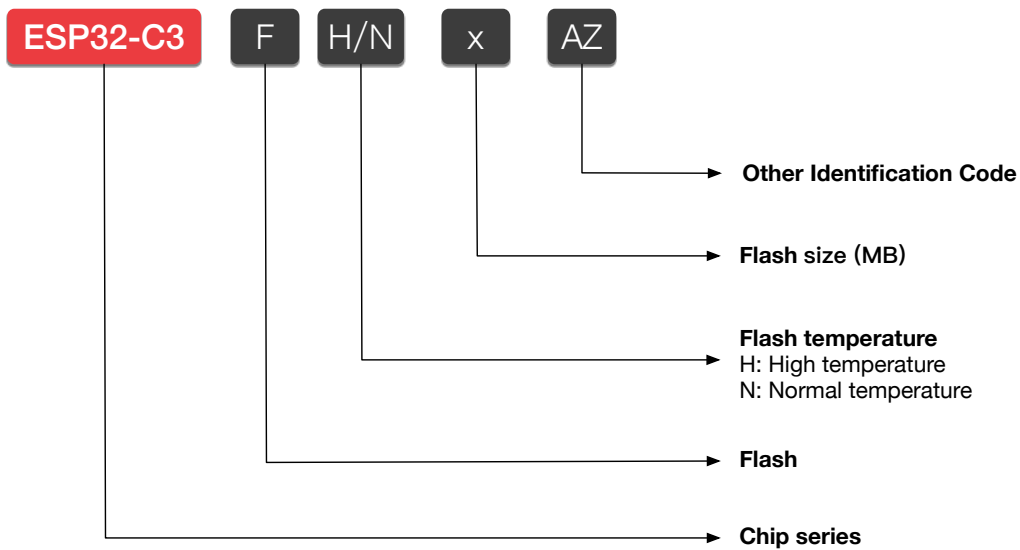 ESP32-C3 F H/N x AZ
Other Identification Code
Flash size (MB)
Flash temperature
H: High temperature
N: Normal temperature
Flash
Chip series